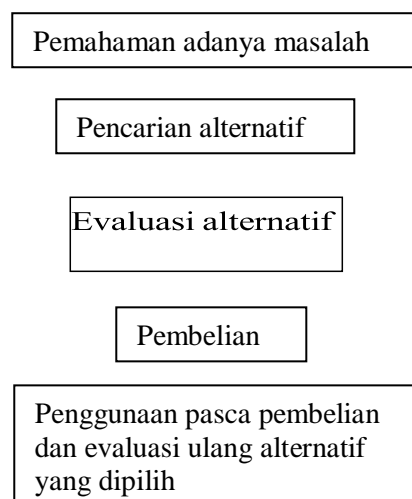 Pemahaman adanya masalah
Pencarian alternatif
Evaluasi alternatif
Pembelian
Penggunaan pasca pembelian
dan evaluasi ulang alternatif
yang dipilih